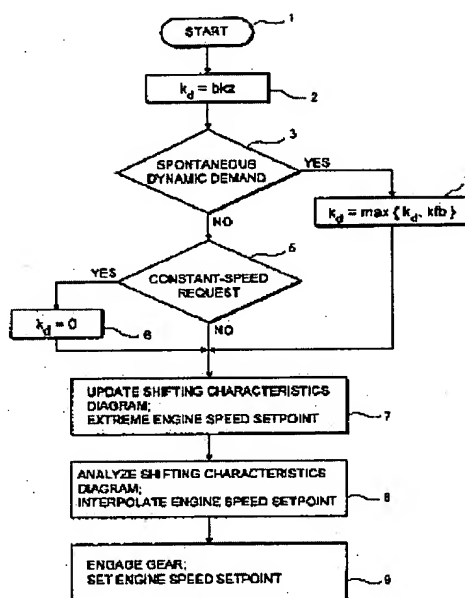 START
1
k_d = bkz
2
3
SPONTANEOUS
DYNAMIC DEMAND
YES
NO
k_d = max { k_d, kfb }
5
YES
CONSTANT-SPEED
REQUEST
NO
k_d = 0
6
UPDATE SHIFTING CHARACTERISTICS
DIAGRAM;
EXTREME ENGINE SPEED SETPOINT
7
ANALYZE SHIFTING CHARACTERISTICS
DIAGRAM;
INTERPOLATE ENGINE SPEED SETPOINT
8
ENGAGE GEAR;
SET ENGINE SPEED SETPOINT
9